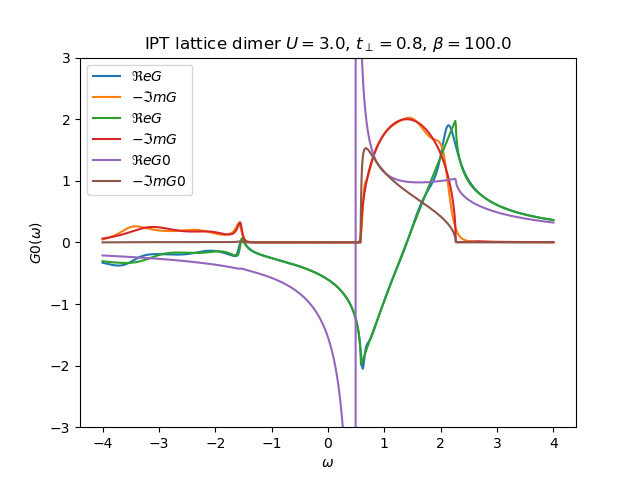 IPT lattice dimer U = 3.0, t⊥ = 0.8, β = 100.0
ℜeG
−ℑmG
ℜeG
−ℑmG
ℜeG0
−ℑmG0
G0(ω)
3
2
1
0
−1
−2
−3
−4 −3 −2 −1 0 1 2 3 4
ω